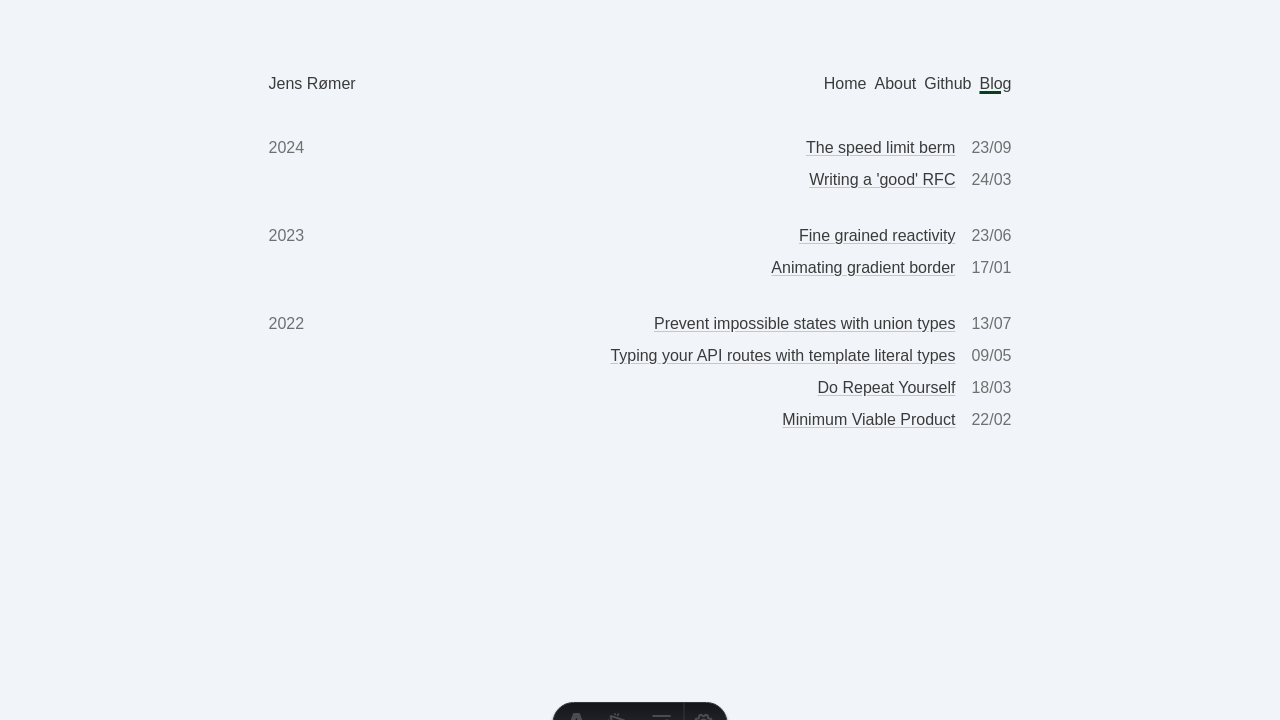 Jens Rømer Home About Github Blog
2024 The speed limit berm 23/09
Writing a 'good' RFC 24/03
2023 Fine grained reactivity 23/06
Animating gradient border 17/01
2022 Prevent impossible states with union types 13/07
Typing your API routes with template literal types 09/05
Do Repeat Yourself 18/03
Minimum Viable Product 22/02